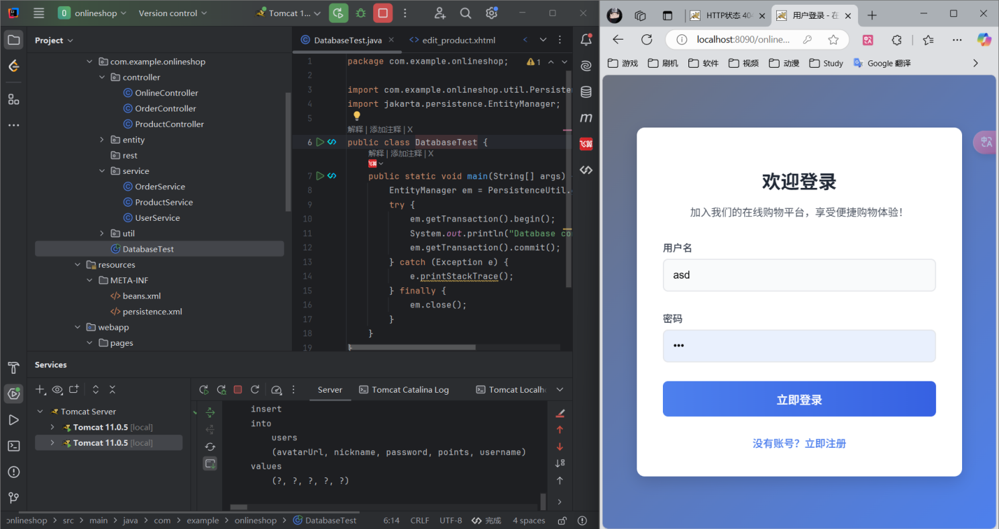 O onlineshop Version control Tomcat 1...
Project
com.example.onlineshop
controller
OnlineController
OrderController
ProductController
entity
rest
service
OrderService
ProductService
UserService
util
DatabaseTest
resources
META-INF
beans.xml
persistence.xml
webapp
pages
DatabaseTest.java edit_product.xhtml
1 package com.example.onlineshop; 1
2
3 import com.example.onlineshop.util.Persiste
4 import jakarta.persistence.EntityManager;
5
解释 | 添加注释 | X
6 public class DatabaseTest {
解释 | 添加注释 | X
7 public static void main(String[] args)
8 EntityManager em = PersistenceUtil.
9 try {
10 em.getTransaction().begin();
11 System.out.println("Database co
12 em.getTransaction().commit();
13 } catch (Exception e) {
14 e.printStackTrace();
15 } finally {
16 em.close();
17 }
18 }
19 }
m
Services
Server Tomcat Catalina Log Tomcat Localh
Tomcat Server
Tomcat 11.0.5 [local]
Tomcat 11.0.5 [local]
insert
into
users
(avatarUrl, nickname, password, points, username)
values
(?, ?, ?, ?, ?)
onlineshop > src > main > java > com > example > onlineshop > DatabaseTest 6:14 CRLF UTF-8 完成 4 spaces
HTTP状态 404 用户登录 - 在
localhost:8090/online...
游戏 刷机 软件 视频 动漫 Study Google 翻译
欢迎登录
加入我们的在线购物平台，享受便捷购物体验！
用户名
asd
密码
•••
立即登录
没有账号？立即注册